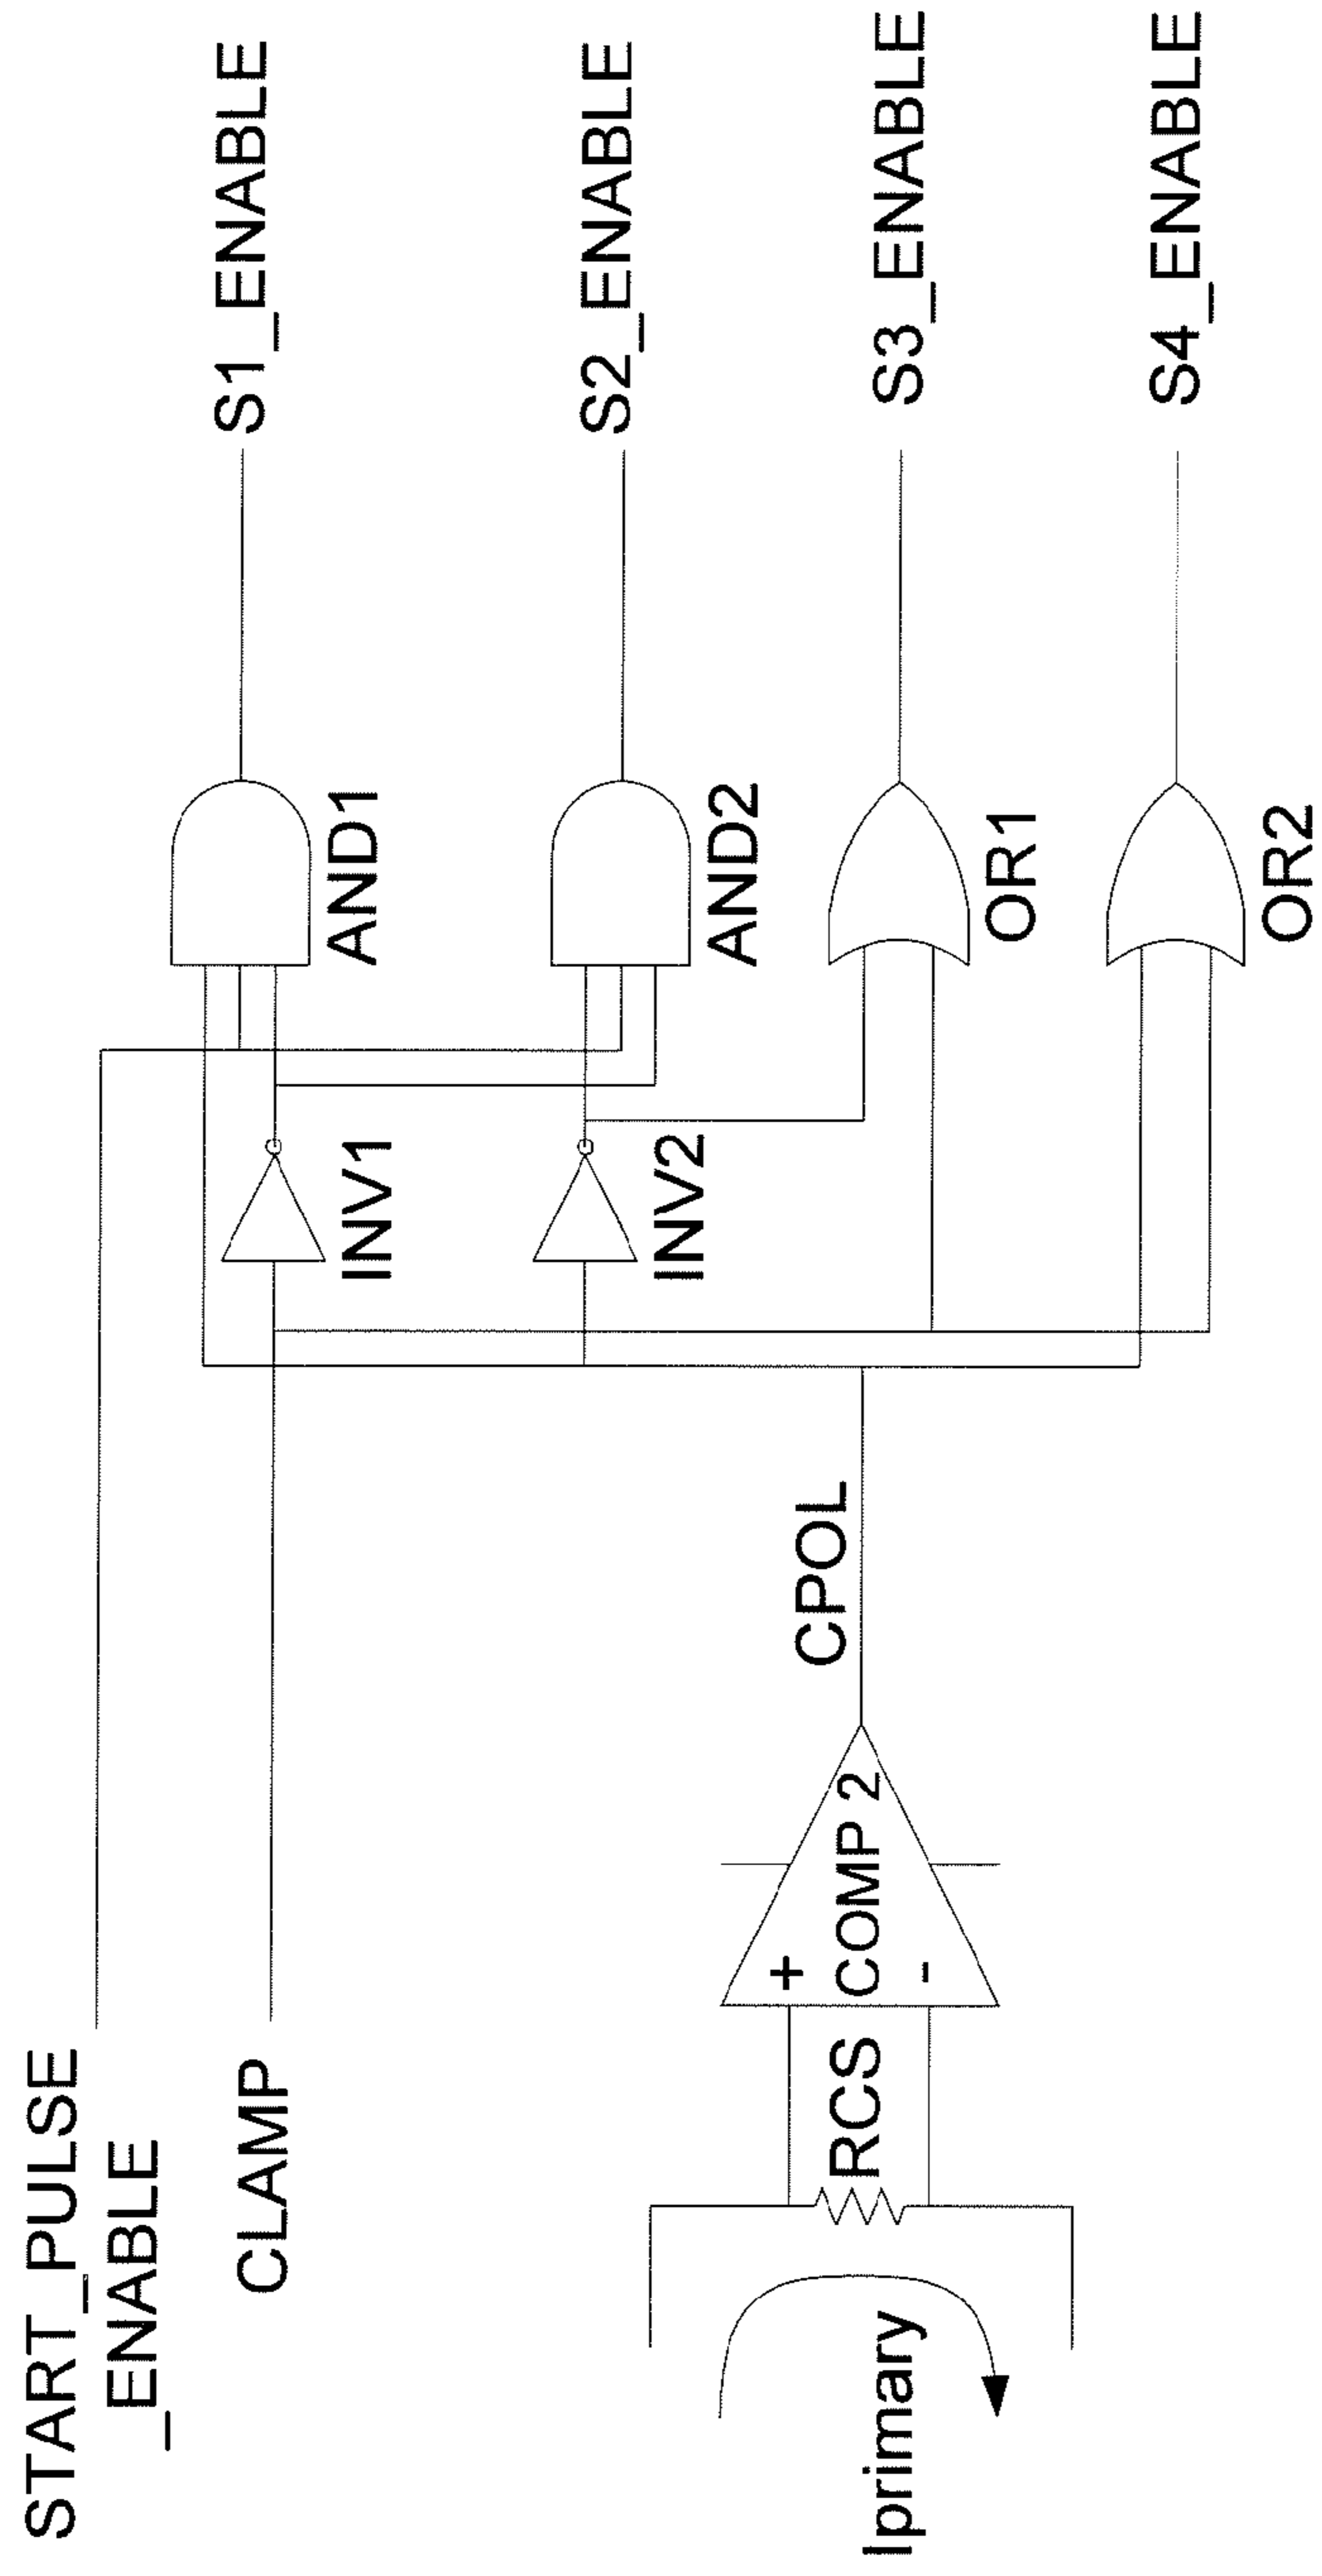 START_PULSE
_ENABLE
CLAMP
Iprimary
RCS
+
COMP 2
-
CPOL
INV1
INV2
AND1
AND2
OR1
OR2
S1_ENABLE
S2_ENABLE
S3_ENABLE
S4_ENABLE